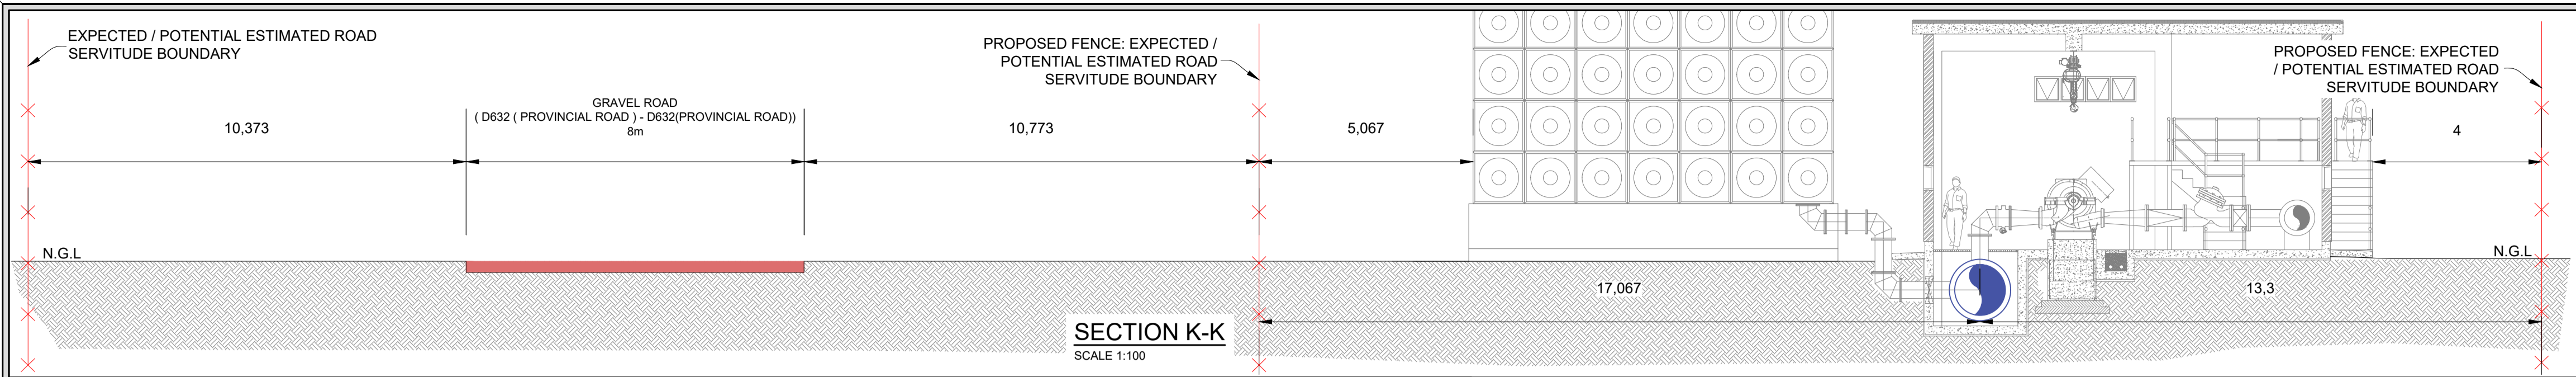 EXPECTED / POTENTIAL ESTIMATED ROAD
SERVITUDE BOUNDARY
PROPOSED FENCE: EXPECTED /
POTENTIAL ESTIMATED ROAD
SERVITUDE BOUNDARY
PROPOSED FENCE: EXPECTED
/ POTENTIAL ESTIMATED ROAD
SERVITUDE BOUNDARY
10,373
GRAVEL ROAD
( D632 ( PROVINCIAL ROAD ) - D632(PROVINCIAL ROAD))
8m
10,773
5,067
4
N.G.L
N.G.L
17,067
13,3
SECTION K-K
SCALE 1:100